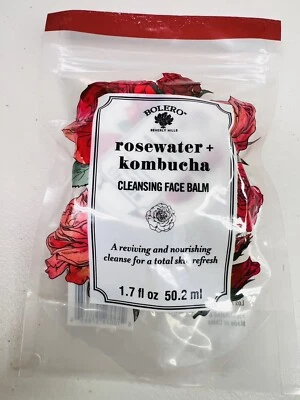 BOLERO™
BEVERLY HILLS
rosewater +
kombucha
CLEANSING FACE BALM
A reviving and nourishing
cleanse for a total skin refresh
1.7 fl oz 50.2 ml